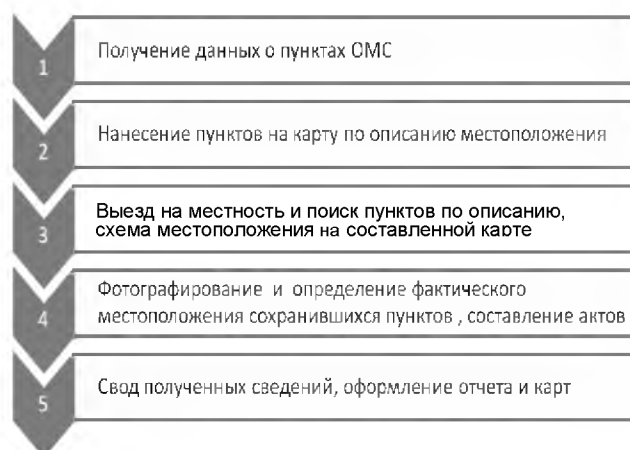 1
Получение данных о пунктах ОМС
2
Нанесение пунктов на карту по описанию местоположения
3
Выезд на местность и поиск пунктов по описанию,
схема местоположения на составленной карте
4
Фотографирование и определение фактического
местоположения сохранившихся пунктов , составление актов
5
Свод полученных сведений, оформление отчета и карт